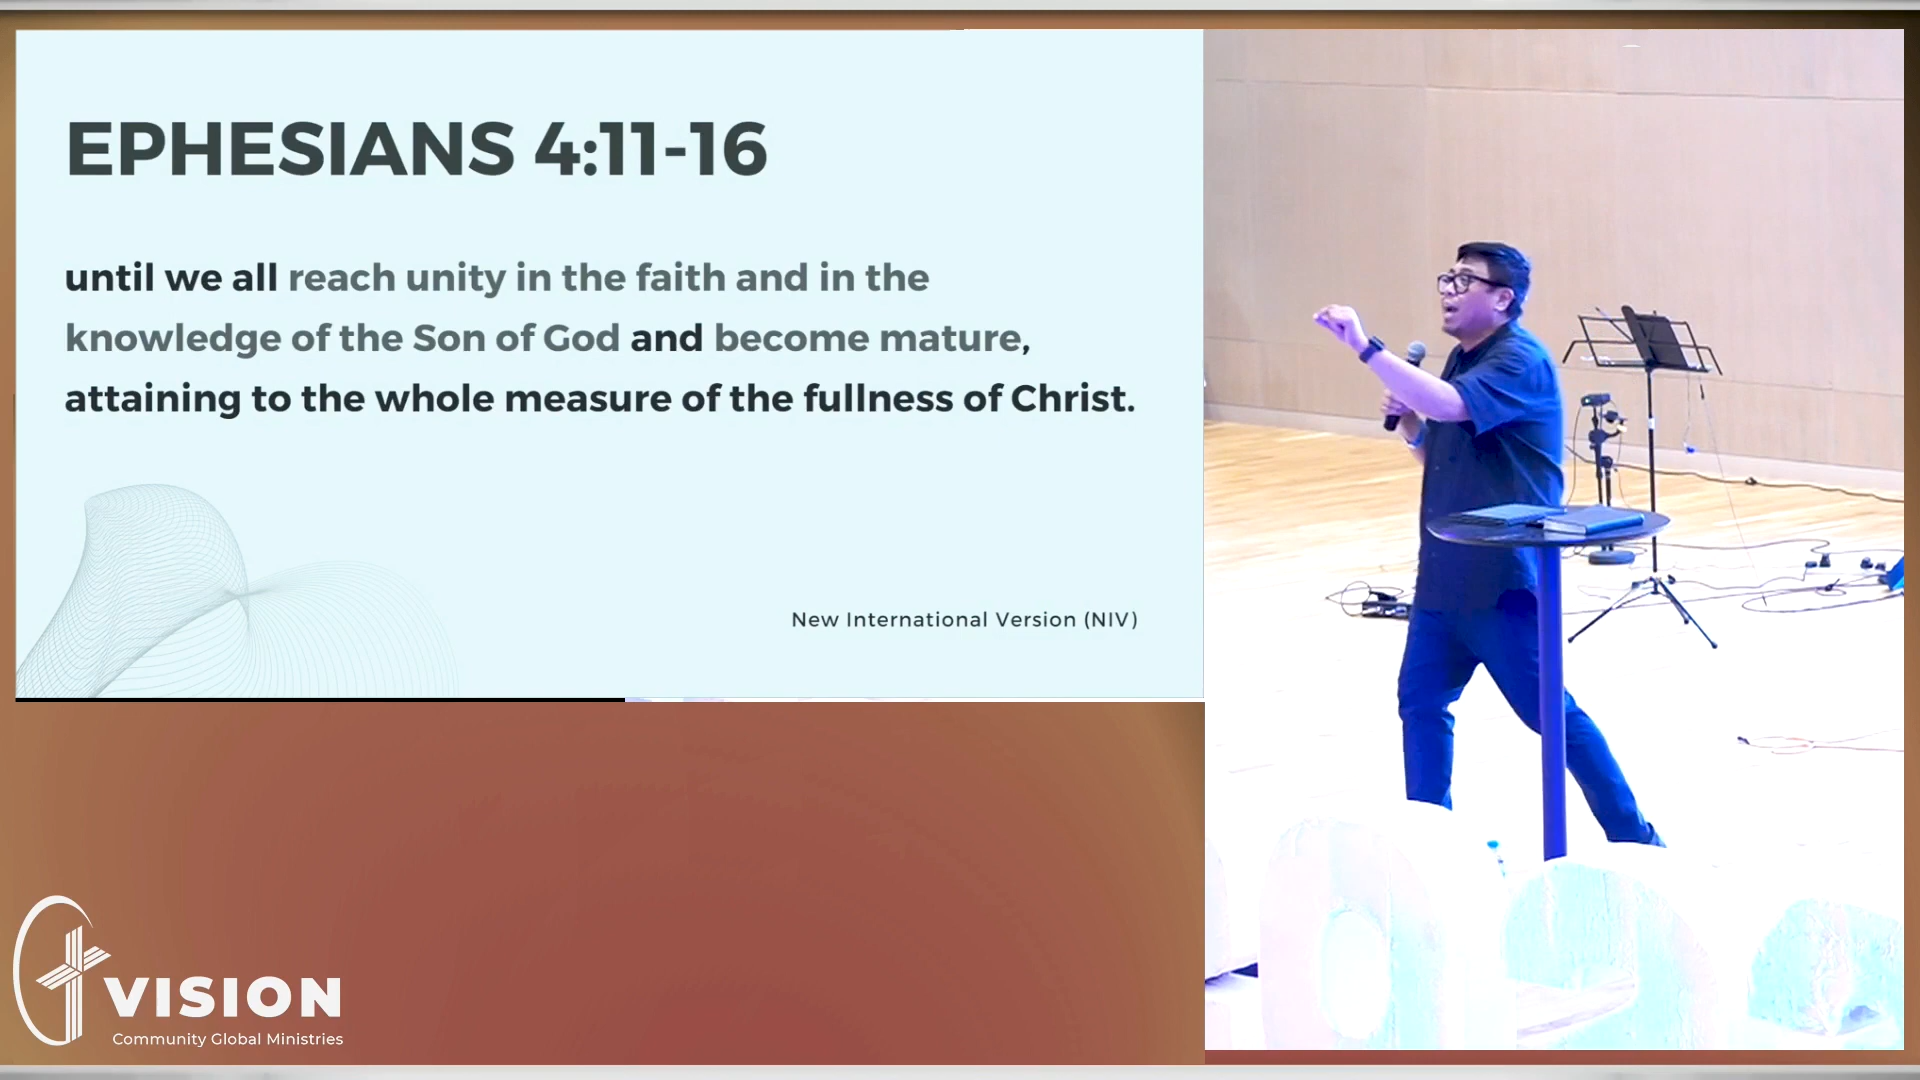 EPHESIANS 4:11-16
until we all reach unity in the faith and in the
knowledge of the Son of God and become mature,
attaining to the whole measure of the fullness of Christ.
New International Version (NIV)
VISION
Community Global Ministries